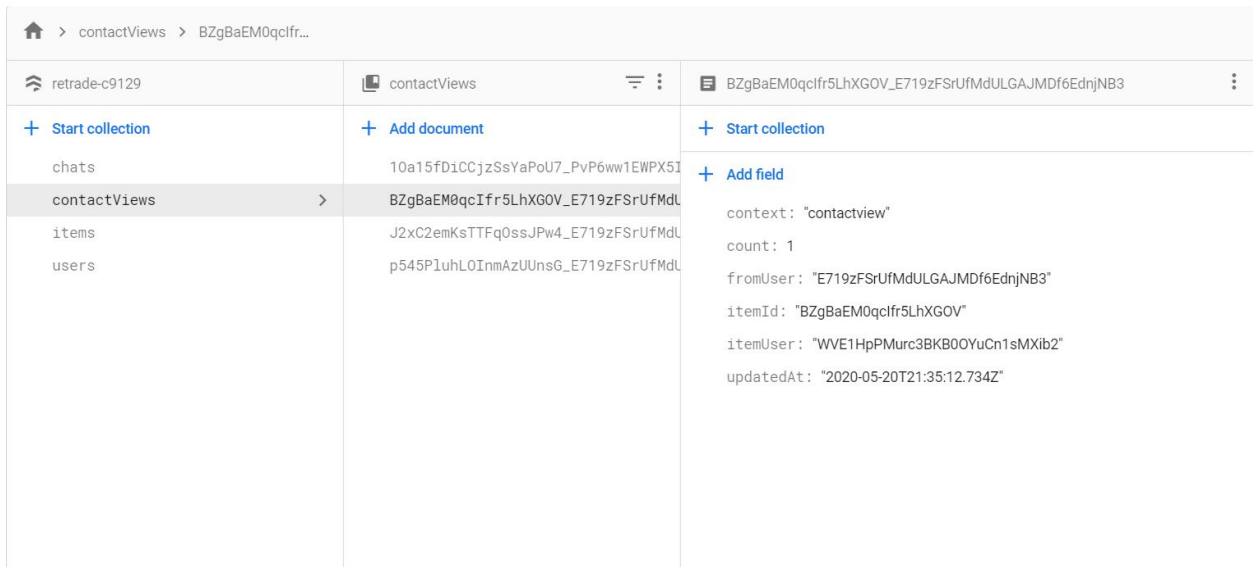 contactViews > BZgBaEM0qcIfr...
retrade-c9129
contactViews
BZgBaEM0qcIfr5LhXGOV_E719zFSrUfMdULGAJMDf6EdnjNB3
+ Start collection
+ Add document
+ Start collection
chats
contactViews
items
users
10a15fDiCCjzSsYaPoU7_PvP6ww1EWPX5I
BZgBaEM0qcIfr5LhXGOV_E719zFSrUfMdU
J2xC2emKsTTFqOssJPw4_E719zFSrUfMdU
p545PluhLOInmAzUUnsG_E719zFSrUfMdU
+ Add field
context: "contactview"
count: 1
fromUser: "E719zFSrUfMdULGAJMDf6EdnjNB3"
itemId: "BZgBaEM0qcIfr5LhXGOV"
itemUser: "WVE1HpPMurc3BKB0OYuCn1sMXib2"
updatedAt: "2020-05-20T21:35:12.734Z"